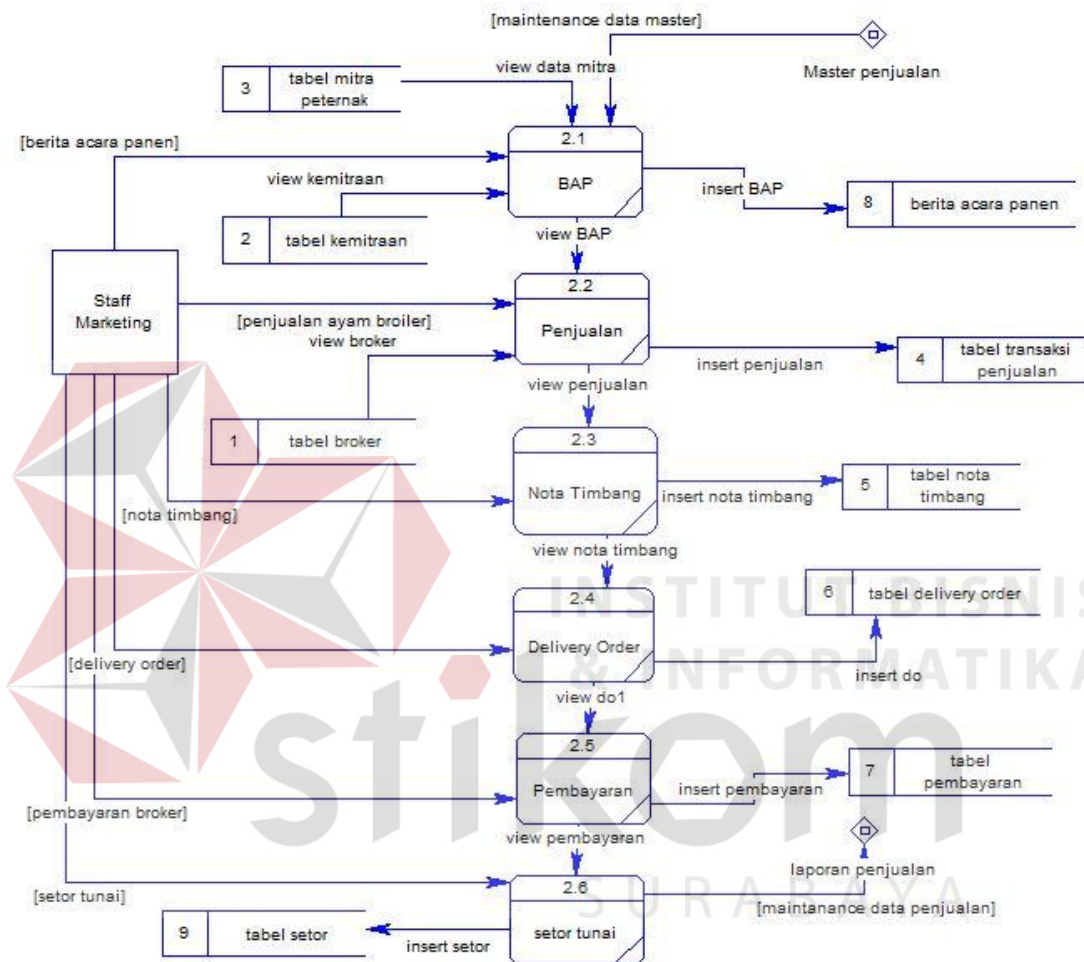 [maintenance data master]
view data mitra
Master penjualan
3
tabel mitra
peternak
[berita acara panen]
2.1
BAP
view kemitraan
insert BAP
8
berita acara panen
2
tabel kemitraan
view BAP
Staff
Marketing
2.2
Penjualan
[penjualan ayam broiler]
view broker
insert penjualan
4
tabel transaksi
penjualan
view penjualan
1
tabel broker
2.3
Nota Timbang
insert nota timbang
5
tabel nota
timbang
[nota timbang]
view nota timbang
2.4
Delivery Order
6
tabel delivery order
[delivery order]
insert do
view do1
2.5
Pembayaran
insert pembayaran
7
tabel
pembayaran
[pembayaran broker]
view pembayaran
laporan penjualan
2.6
setor tunai
[setor tunai]
[maintanance data penjualan]
9
tabel setor
insert setor
INSTITUT BISNIS
& INFORMATIKA
stikom
SURABAYA